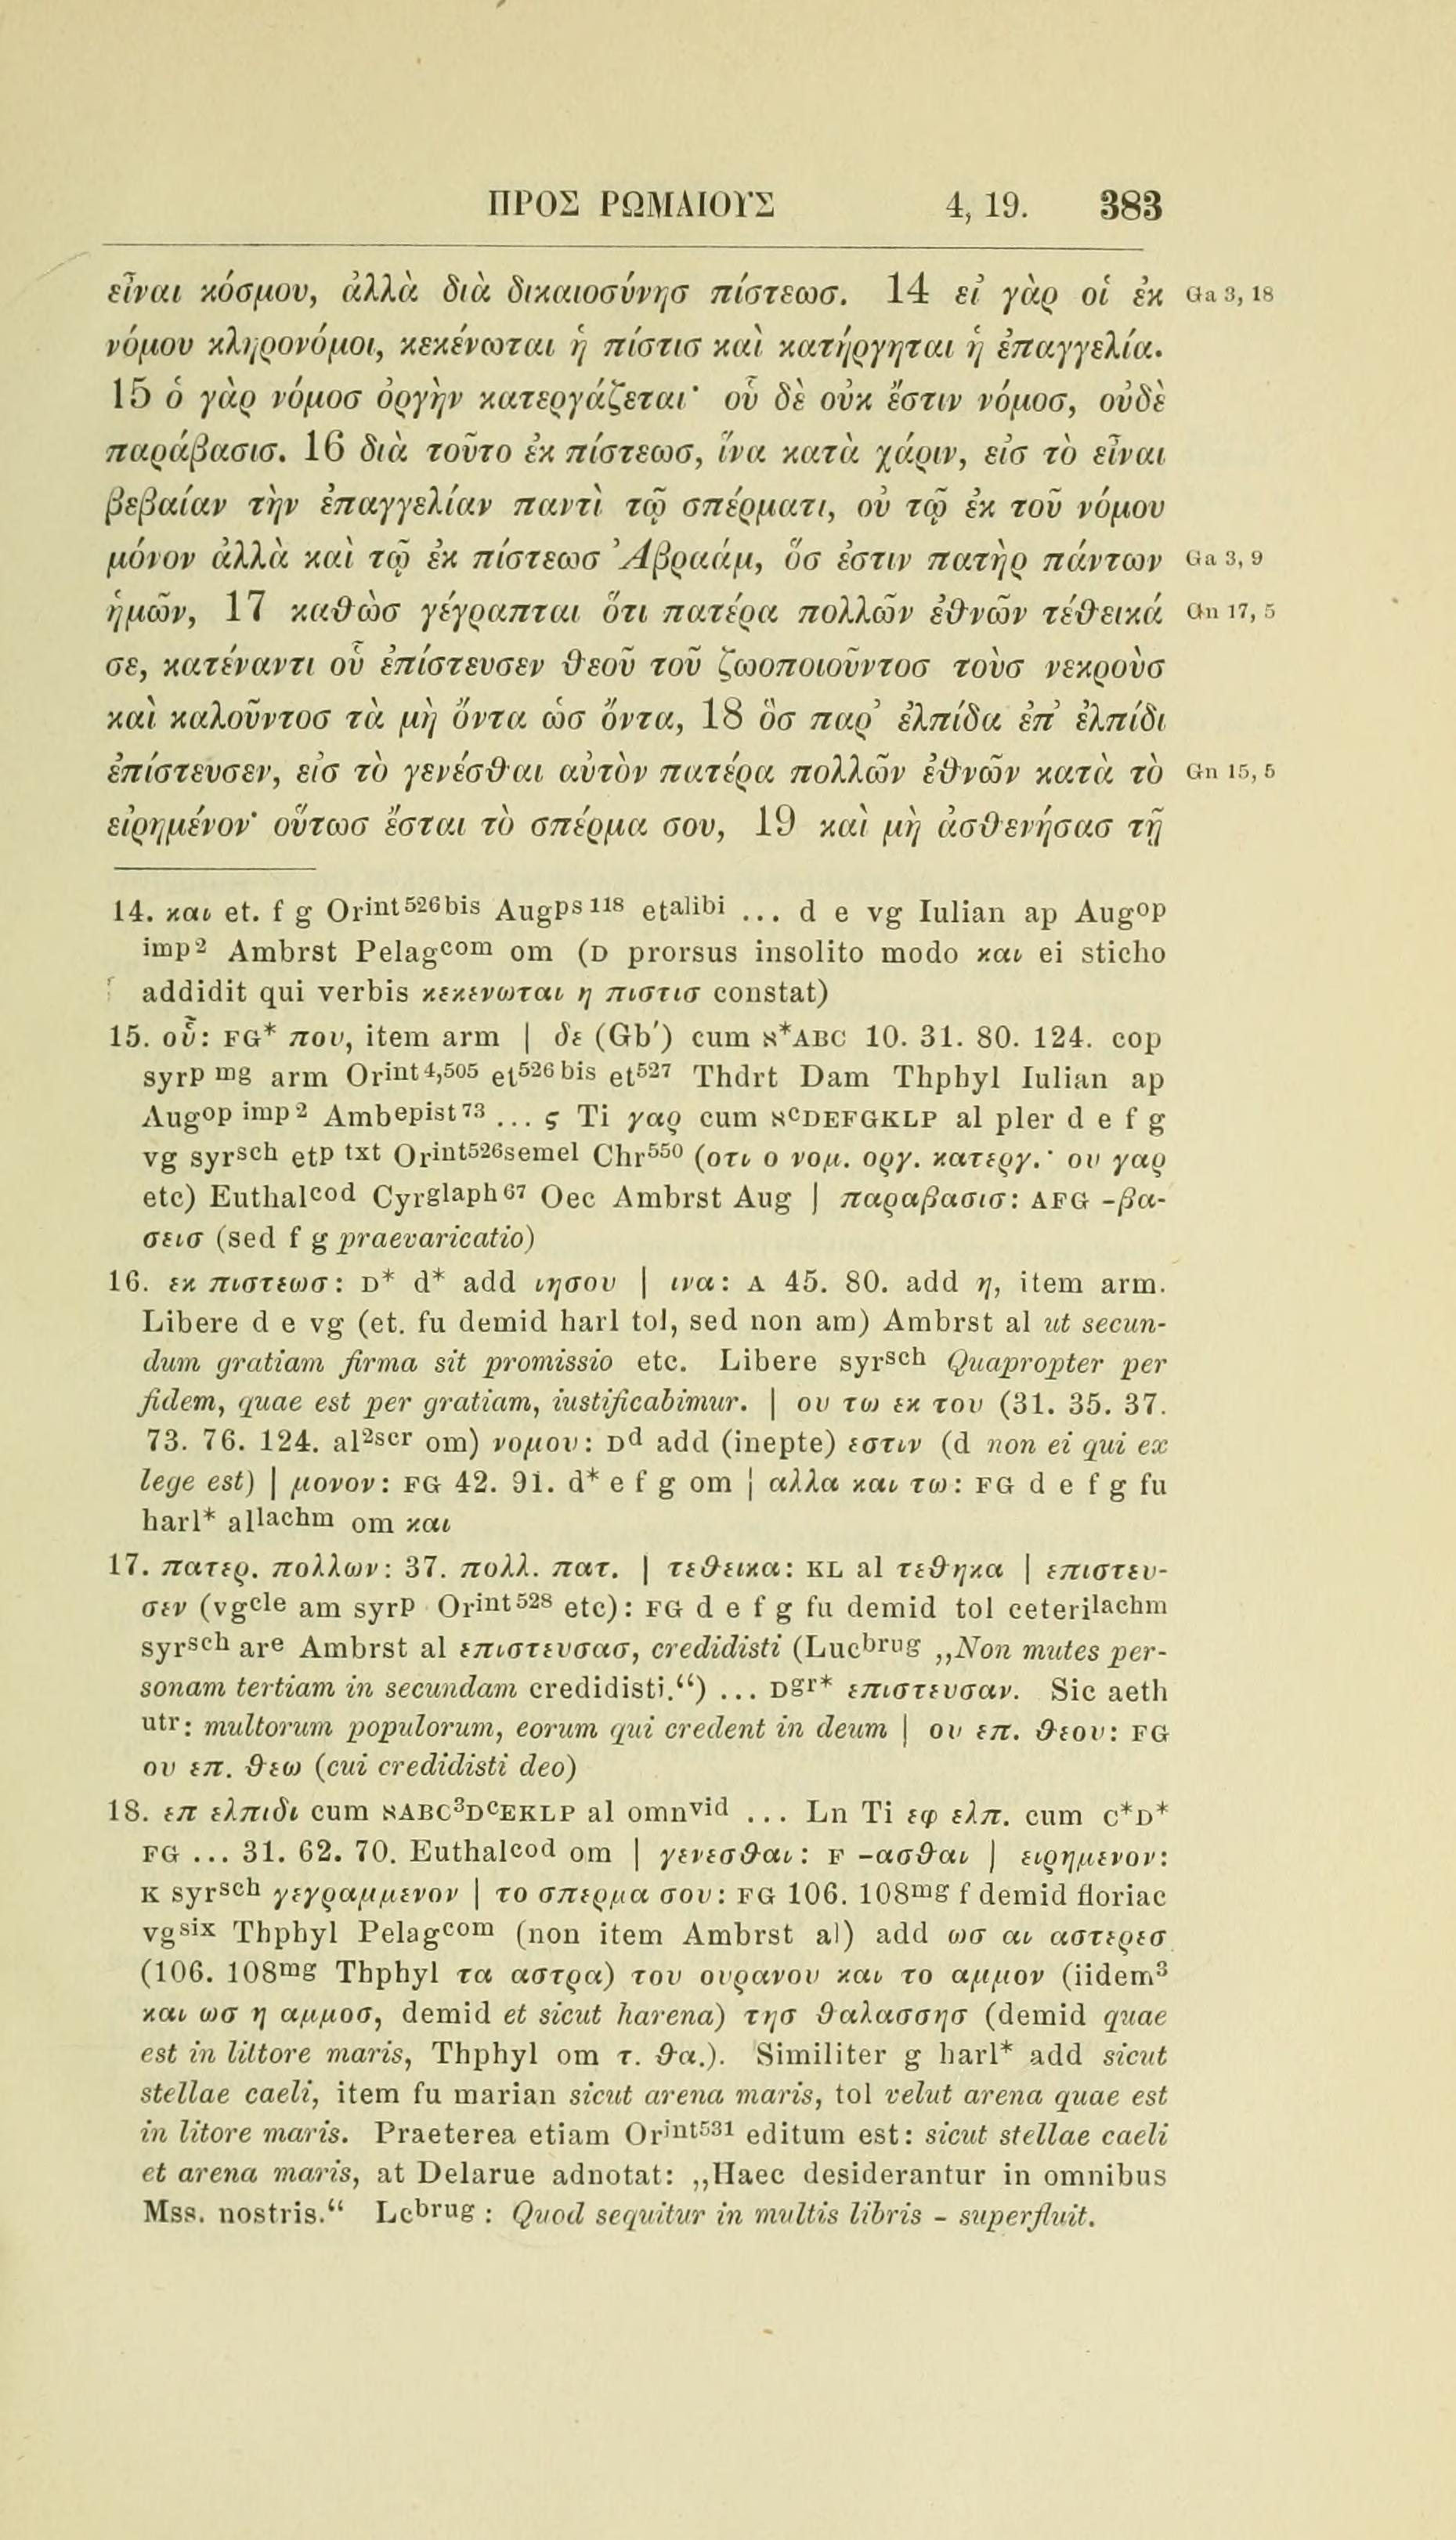 ΠΡΟΣ ΡΩΜΑΙΟΥΣ 4, 19. 383
εἶναι κόσμου, ἀλλὰ διὰ δικαιοσύνησ πίστεωσ. 14 εἰ γὰρ οἱ ἐκ Ga 3, 18
νόμου κληρονόμοι, κεκένωται ἡ πίστισ καὶ κατήργηται ἡ ἐπαγγελία.
15 ὁ γὰρ νόμοσ ὀργὴν κατεργάζεται· οὗ δὲ οὐκ ἔστιν νόμοσ, οὐδὲ
παράβασισ. 16 διὰ τοῦτο ἐκ πίστεωσ, ἵνα κατὰ χάριν, εἰσ τὸ εἶναι
βεβαίαν τὴν ἐπαγγελίαν παντὶ τῷ σπέρματι, οὐ τῷ ἐκ τοῦ νόμου
μόνον ἀλλὰ καὶ τῷ ἐκ πίστεωσ Ἀβραάμ, ὅσ ἐστιν πατὴρ πάντων Ga 3, 9
ἡμῶν, 17 καθὼσ γέγραπται ὅτι πατέρα πολλῶν ἐθνῶν τέθεικά Gn 17, 5
σε, κατέναντι οὗ ἐπίστευσεν θεοῦ τοῦ ζωοποιοῦντοσ τοὺσ νεκροὺσ
καὶ καλοῦντοσ τὰ μὴ ὄντα ὡσ ὄντα, 18 ὃσ παρ’ ἐλπίδα ἐπ’ ἐλπίδι
ἐπίστευσεν, εἰσ τὸ γενέσθαι αὐτὸν πατέρα πολλῶν ἐθνῶν κατὰ τὸ Gn 15, 5
εἰρημένον· οὕτωσ ἔσται τὸ σπέρμα σου, 19 καὶ μὴ ἀσθενήσασ τῇ
14. και et. f g Orint526bis Augps118 etalibi ... d e vg Iulian ap Augop
imp2 Ambrst Pelagcom om (D prorsus insolito modo και ei sticho
addidit qui verbis κεκενωται η πιστισ constat)
15. οὗ: FG* που, item arm | δε (Gb′) cum א*ABC 10. 31. 80. 124. cop
syrp mg arm Orint4,505 et526bis et527 Thdrt Dam Thphyl Iulian ap
Augop imp2 Ambepist73 ... ς Ti γαρ cum אcDEFGKLP al pler d e f g
vg syrsch etp txt Orint526semel Chr550 (οτι ο νομ. οργ. κατεργ.· ου γαρ
etc) Euthalcod Cyrglaph67 Oec Ambrst Aug | παραβασισ: AFG -βα-
σεισ (sed f g praevaricatio)
16. εκ πιστεωσ: D* d* add ιησου | ινα: A 45. 80. add η, item arm.
Libere d e vg (et. fu demid harl tol, sed non am) Ambrst al ut secun-
dum gratiam firma sit promissio etc. Libere syrsch Quapropter per
fidem, quae est per gratiam, iustificabimur. | ου τω εκ του (31. 35. 37.
73. 76. 124. al2scr om) νομου: Dd add (inepte) εστιν (d non ei qui ex
lege est) | μονον: FG 42. 91. d* e f g om | αλλα και τω: FG d e f g fu
harl* allachm om και
17. πατερ. πολλων: 37. πολλ. πατ. | τεθεικα: KL al τεθηκα | επιστευ-
σεν (vgcle am syrp Orint528 etc): FG d e f g fu demid tol ceterilachm
syrsch are Ambrst al επιστευσασ, credidisti (Lucbrug „Non mutes per-
sonam tertiam in secundam credidisti.“) ... Dgr* επιστευσαν. Sic aeth
utr: multorum populorum, eorum qui credent in deum | ου επ. θεου: FG
ου επ. θεω (cui credidisti deo)
18. επ ελπιδι cum אABC3DcEKLP al omnvid ... Ln Ti εφ ελπ. cum C*D*
FG ... 31. 62. 70. Euthalcod om | γενεσθαι: F -ασθαι | ειρημενον:
K syrsch γεγραμμενον | το σπερμα σου: FG 106. 108mg f demid floriac
vgsix Thphyl Pelagcom (non item Ambrst al) add ωσ αι αστερεσ
(106. 108mg Thphyl τα αστρα) του ουρανου και το αμμον (iidem3
και ωσ η αμμοσ, demid et sicut harena) τησ θαλασσησ (demid quae
est in littore maris, Thphyl om τ. θα.). Similiter g harl* add sicut
stellae caeli, item fu marian sicut arena maris, tol velut arena quae est
in litore maris. Praeterea etiam Orint531 editum est: sicut stellae caeli
et arena maris, at Delarue adnotat: „Haec desiderantur in omnibus
Mss. nostris.“ Lcbrug : Quod sequitur in multis libris - superfluit.